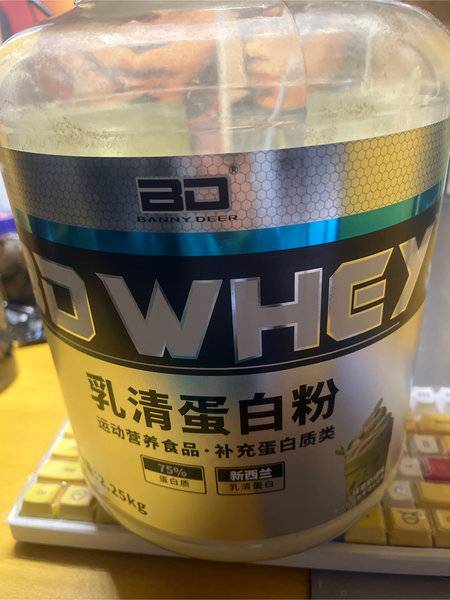 BD®
BANNY DEER
BD WHEY
乳清蛋白粉
运动营养食品·补充蛋白质类
75%
蛋白质
新西兰
乳清蛋白
2.25kg